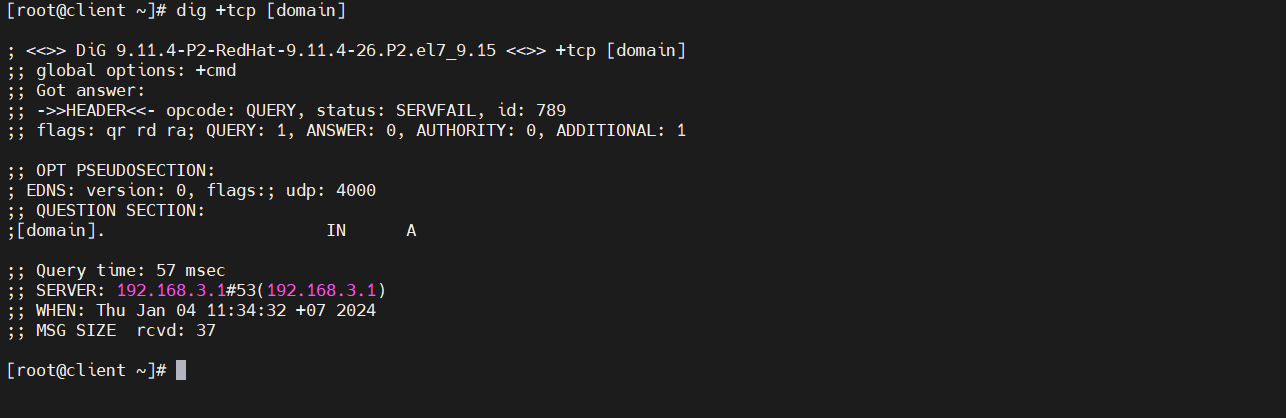 [root@client ~]# dig +tcp [domain]
; <<>> DiG 9.11.4-P2-RedHat-9.11.4-26.P2.el7_9.15 <<>> +tcp [domain]
;; global options: +cmd
;; Got answer:
;; ->>HEADER<<- opcode: QUERY, status: SERVFAIL, id: 789
;; flags: qr rd ra; QUERY: 1, ANSWER: 0, AUTHORITY: 0, ADDITIONAL: 1
;; OPT PSEUDOSECTION:
; EDNS: version: 0, flags:; udp: 4000
;; QUESTION SECTION:
;[domain].                      IN      A
;; Query time: 57 msec
;; SERVER: 192.168.3.1#53(192.168.3.1)
;; WHEN: Thu Jan 04 11:34:32 +07 2024
;; MSG SIZE  rcvd: 37
[root@client ~]#